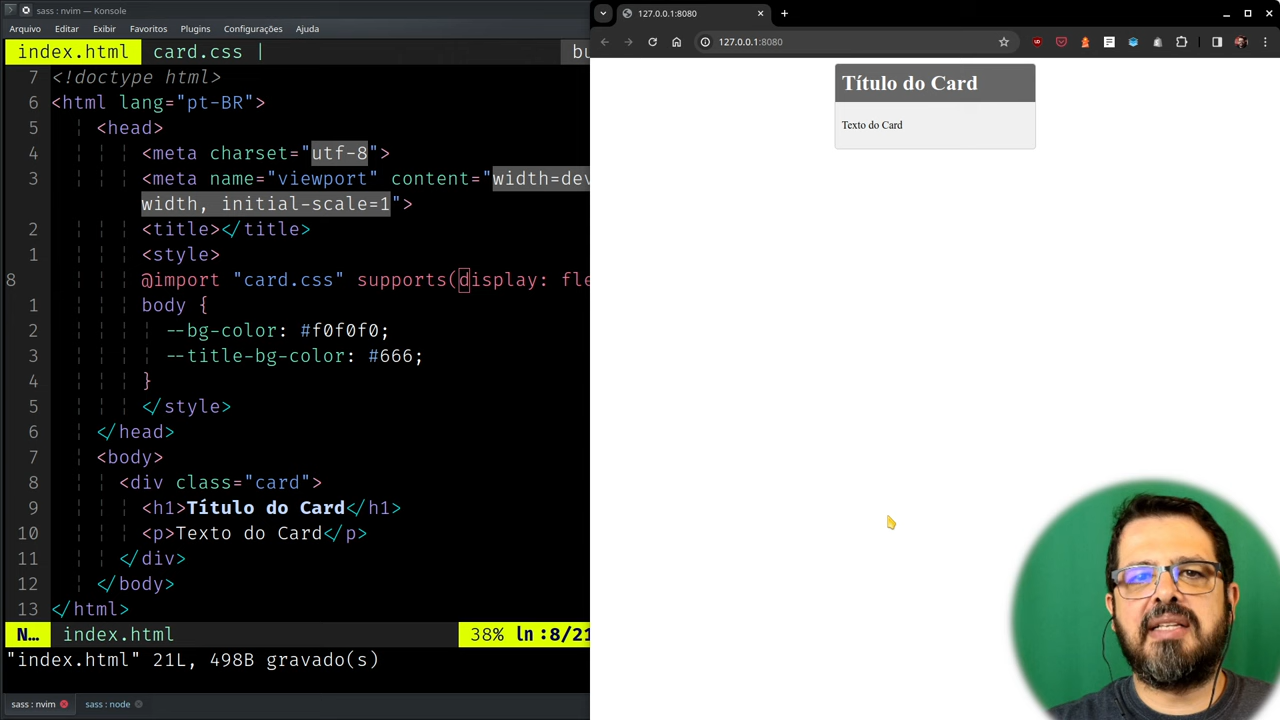 sass : nvim — Konsole
Arquivo Editar Exibir Favoritos Plugins Configurações Ajuda
index.html card.css | bu
7 <!doctype html>
6 <html lang="pt-BR">
5 <head>
4 <meta charset="utf-8">
3 <meta name="viewport" content="width=dev
width, initial-scale=1">
2 <title></title>
1 <style>
8 @import "card.css" supports(display: fle
1 body {
2 --bg-color: #f0f0f0;
3 --title-bg-color: #666;
4 }
5 </style>
6 </head>
7 <body>
8 <div class="card">
9 <h1>Título do Card</h1>
10 <p>Texto do Card</p>
11 </div>
12 </body>
13 </html>
N... index.html 38% ln :8/21
"index.html" 21L, 498B gravado(s)
sass : nvim sass : node
127.0.0.1:8080
127.0.0.1:8080
Título do Card
Texto do Card